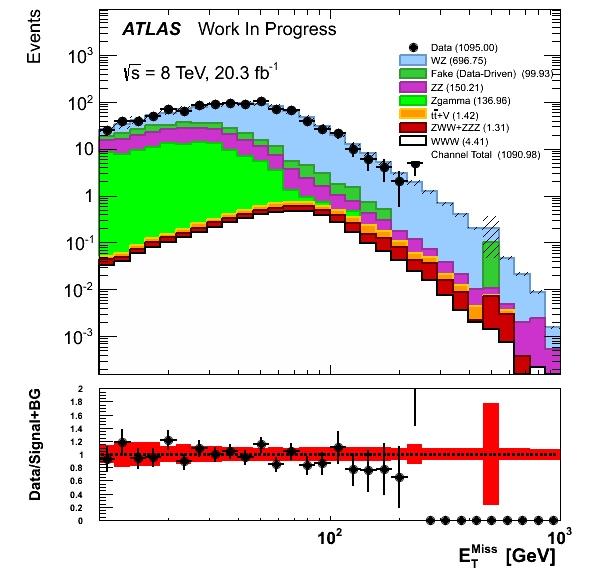 Events
ATLAS Work In Progress
√s = 8 TeV, 20.3 fb⁻¹
Data (1095.00)
WZ (696.75)
Fake (Data-Driven) (99.93)
ZZ (150.21)
Zgamma (136.96)
tt̄+V (1.42)
ZWW+ZZZ (1.31)
WWW (4.41)
Channel Total (1090.98)
10³
10²
10
1
10⁻¹
10⁻²
10⁻³
Data/Signal+BG
2
1.8
1.6
1.4
1.2
1
0.8
0.6
0.4
0.2
0
10²
10³
E_T^Miss [GeV]